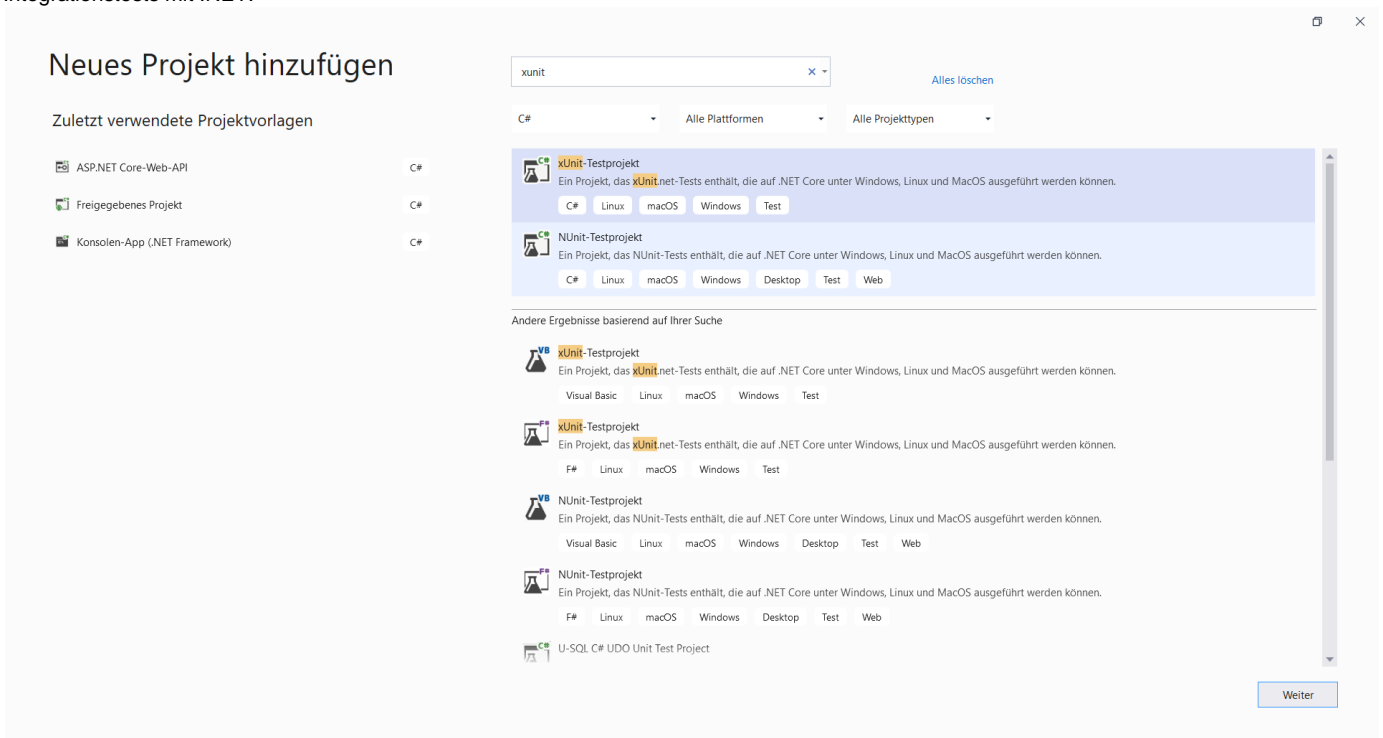 Integrationstests mit .NET.
Neues Projekt hinzufügen
Zuletzt verwendete Projektvorlagen
ASP.NET Core-Web-API C#
Freigegebenes Projekt C#
Konsolen-App (.NET Framework) C#
xunit
Alles löschen
C# Alle Plattformen Alle Projekttypen
xUnit-Testprojekt
Ein Projekt, das xUnit.net-Tests enthält, die auf .NET Core unter Windows, Linux und MacOS ausgeführt werden können.
C# Linux macOS Windows Test
NUnit-Testprojekt
Ein Projekt, das NUnit-Tests enthält, die auf .NET Core unter Windows, Linux und MacOS ausgeführt werden können.
C# Linux macOS Windows Desktop Test Web
Andere Ergebnisse basierend auf Ihrer Suche
xUnit-Testprojekt
Ein Projekt, das xUnit.net-Tests enthält, die auf .NET Core unter Windows, Linux und MacOS ausgeführt werden können.
Visual Basic Linux macOS Windows Test
xUnit-Testprojekt
Ein Projekt, das xUnit.net-Tests enthält, die auf .NET Core unter Windows, Linux und MacOS ausgeführt werden können.
F# Linux macOS Windows Test
NUnit-Testprojekt
Ein Projekt, das NUnit-Tests enthält, die auf .NET Core unter Windows, Linux und MacOS ausgeführt werden können.
Visual Basic Linux macOS Windows Desktop Test Web
NUnit-Testprojekt
Ein Projekt, das NUnit-Tests enthält, die auf .NET Core unter Windows, Linux und MacOS ausgeführt werden können.
F# Linux macOS Windows Desktop Test Web
U-SQL C# UDO Unit Test Project
Weiter